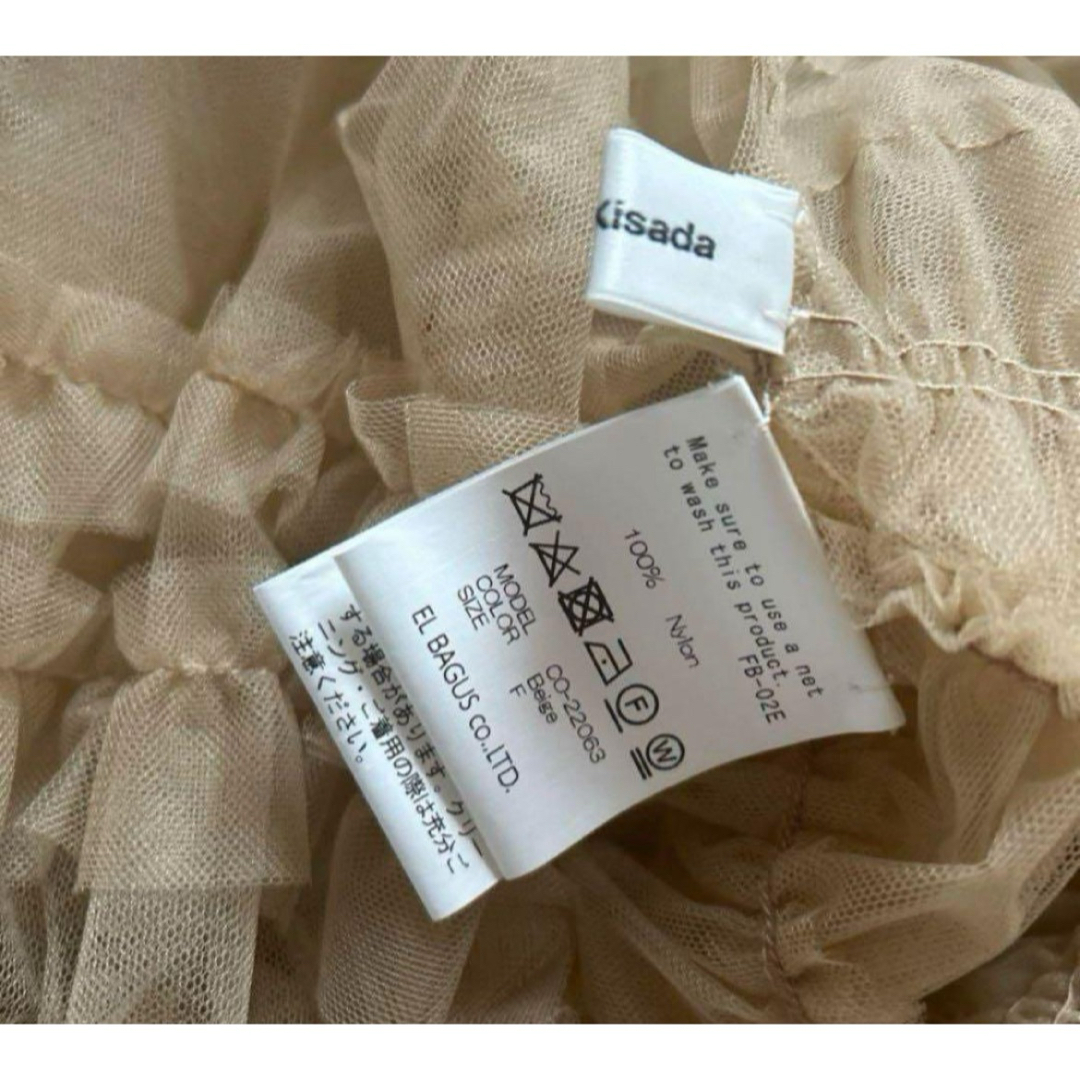 Kisada
Make sure to use a net
to wash this product.
FB-02E
100% Nylon
F
W
MODEL CO-22063
COLOR Beige
SIZE F
EL BAGUS co.,LTD.
する場合があります。クリー
ニング・ご着用の際は充分ご
注意ください。